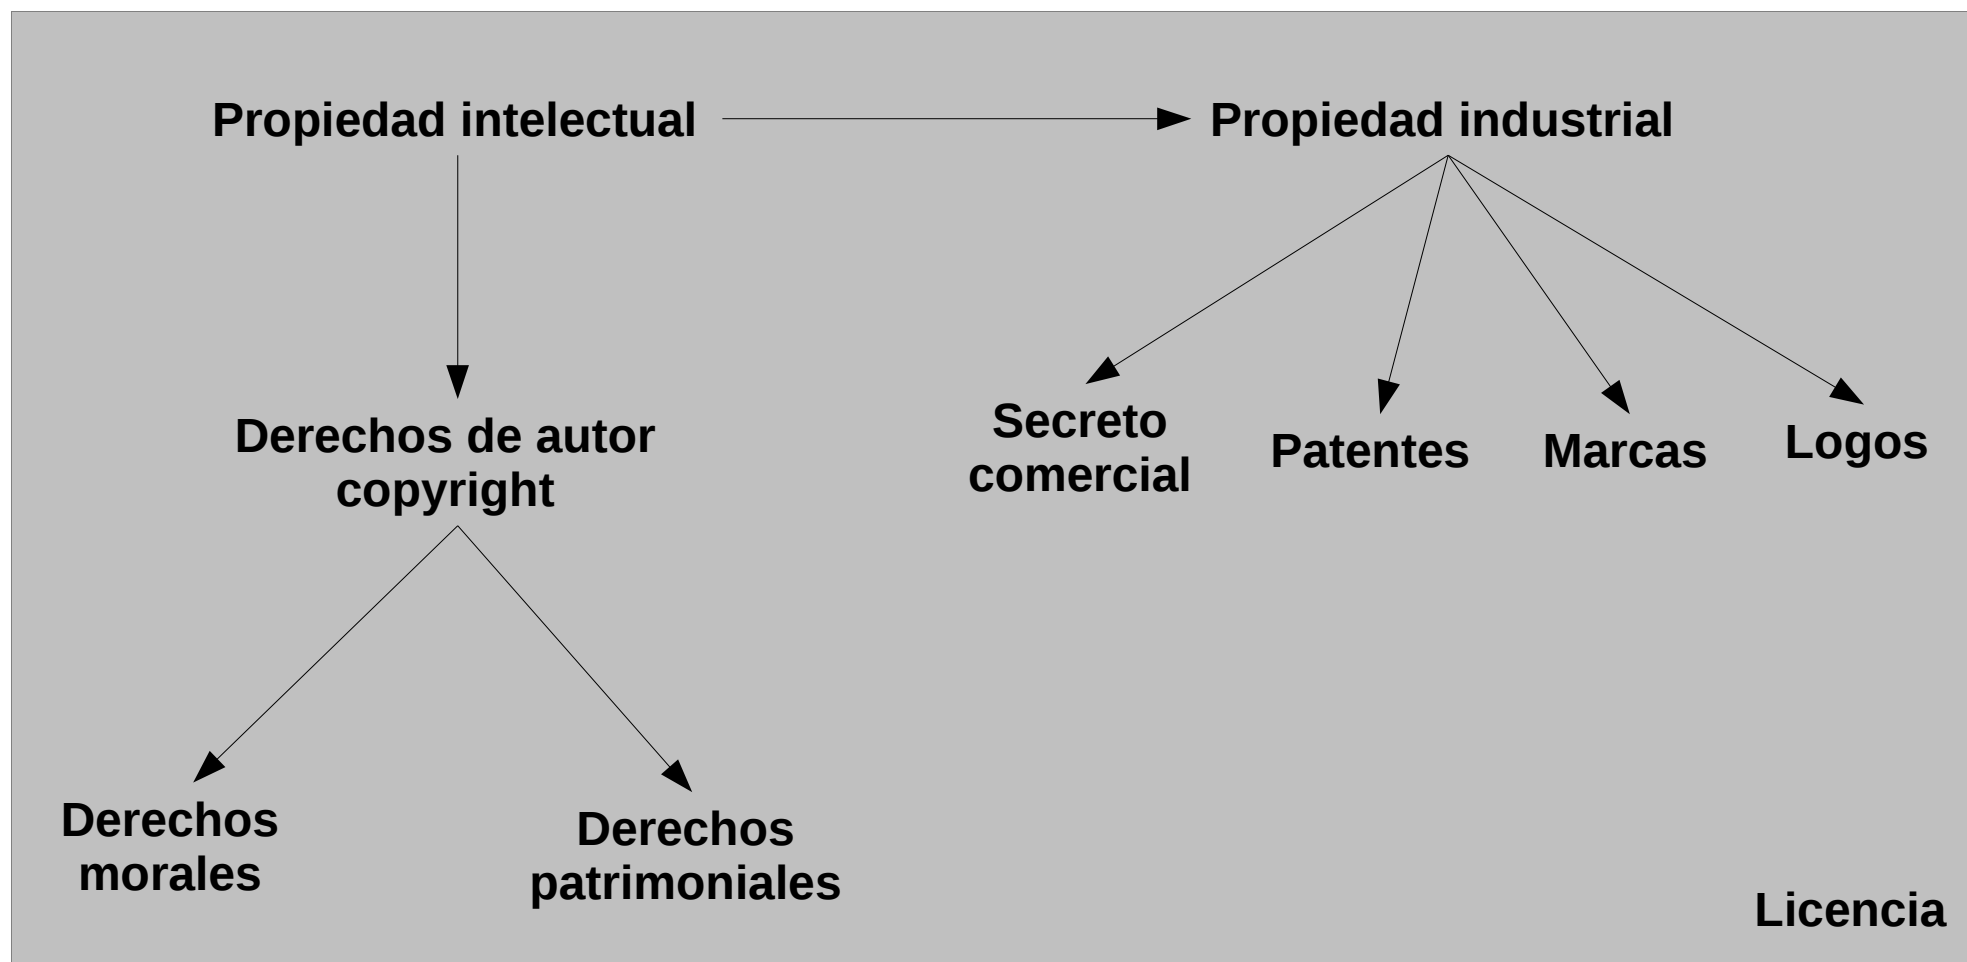 Propiedad intelectual
Propiedad industrial
Derechos de autor
copyright
Secreto
comercial
Patentes
Marcas
Logos
Derechos
morales
Derechos
patrimoniales
Licencia